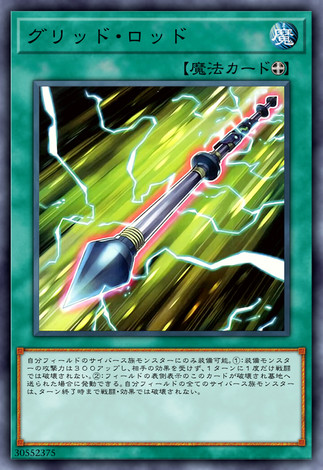 グリッド・ロッド
魔
【魔法カード】
自分フィールドのサイバース族モンスターにのみ装備可能。①:装備モンスター
の攻撃力は３００アップし、相手の効果を受けず、１ターンに１度だけ戦闘
では破壊されない。②:フィールドの表側表示のこのカードが破壊され墓地へ
送られた場合に発動できる。自分フィールドの全てのサイバース族モンスター
は、ターン終了時まで戦闘・効果では破壊されない。
30552375